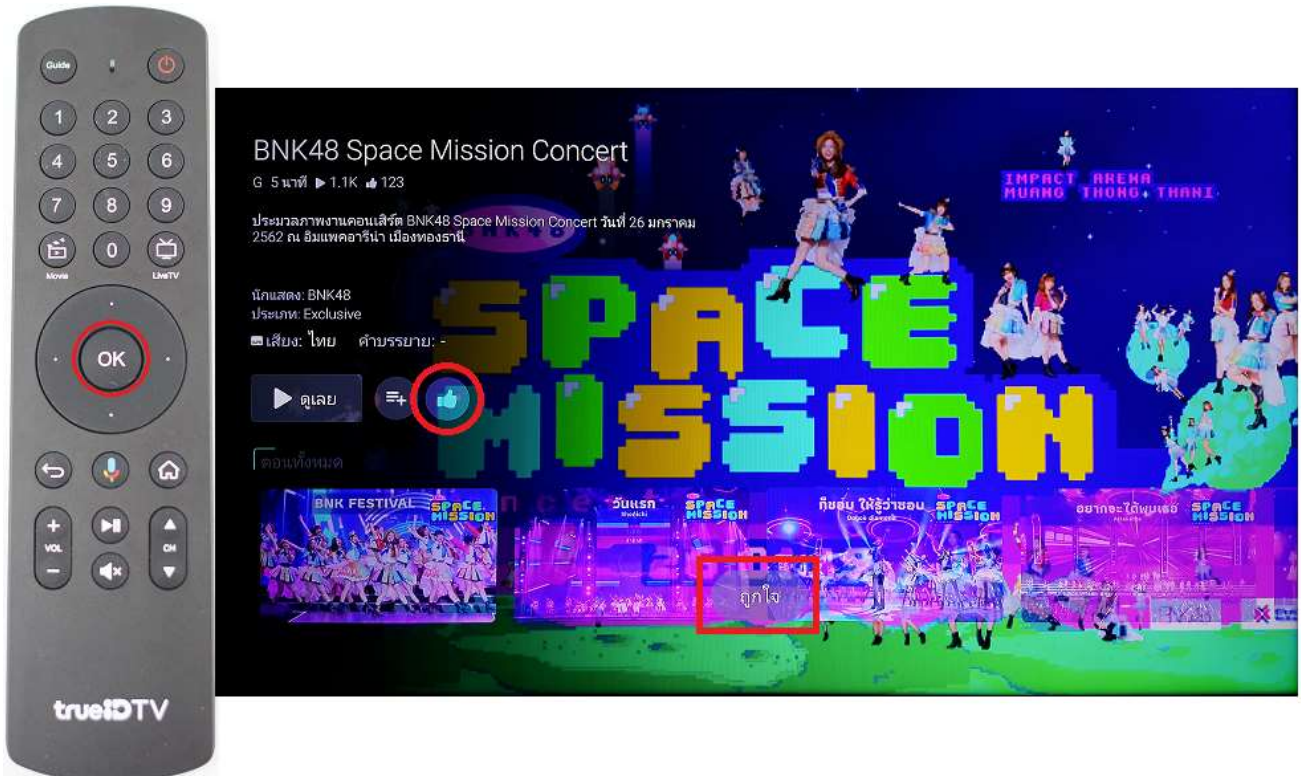 Guide
1 2 3
4 5 6
7 8 9
0
Movie
LiveTV
OK
+
VOL
-
CH
trueIDTV
BNK48 Space Mission Concert
G 5 นาที 1.1K 123
ประมวลภาพงานคอนเสิร์ต BNK48 Space Mission Concert วันที่ 26 มกราคม
2562 ณ อิมแพคอารีน่า เมืองทองธานี
นักแสดง: BNK48
ประเภท: Exclusive
เสียง: ไทย คำบรรยาย: -
ดูเลย
ตอนทั้งหมด
IMPACT ARENA
MUANG THONG THANI
BNK48
SPACE
MISSION
BNK FESTIVAL
SPACE
MISSION
วันแรก
Shonichi
SPACE
MISSION
ก็ชอบ ให้รู้ว่าชอบ
SPACE
MISSION
อยากจะได้พบเธอ
SPACE
MISSION
ถูกใจ